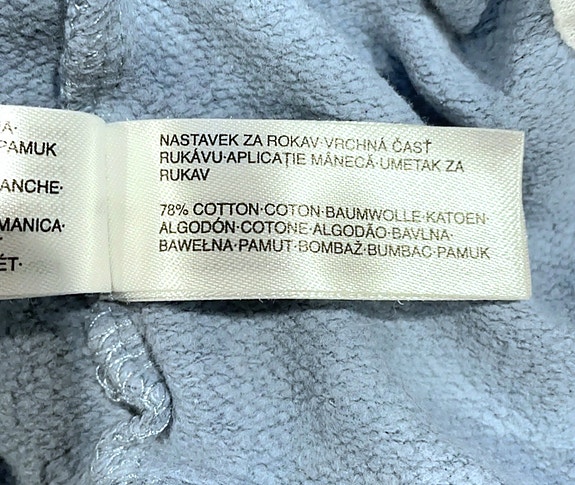 A·
PAMUK
ANCHE·
MANICA·
ÉT·
NASTAVEK ZA ROKAV·VRCHNÁ ČASŤ
RUKÁVU·APLICAȚIE MÂNECĂ·UMETAK ZA
RUKAV
78% COTTON·COTON·BAUMWOLLE·KATOEN·
ALGODÓN·COTONE·ALGODÃO·BAVLNA·
BAWEŁNA·PAMUT·BOMBAŽ·BUMBAC·PAMUK